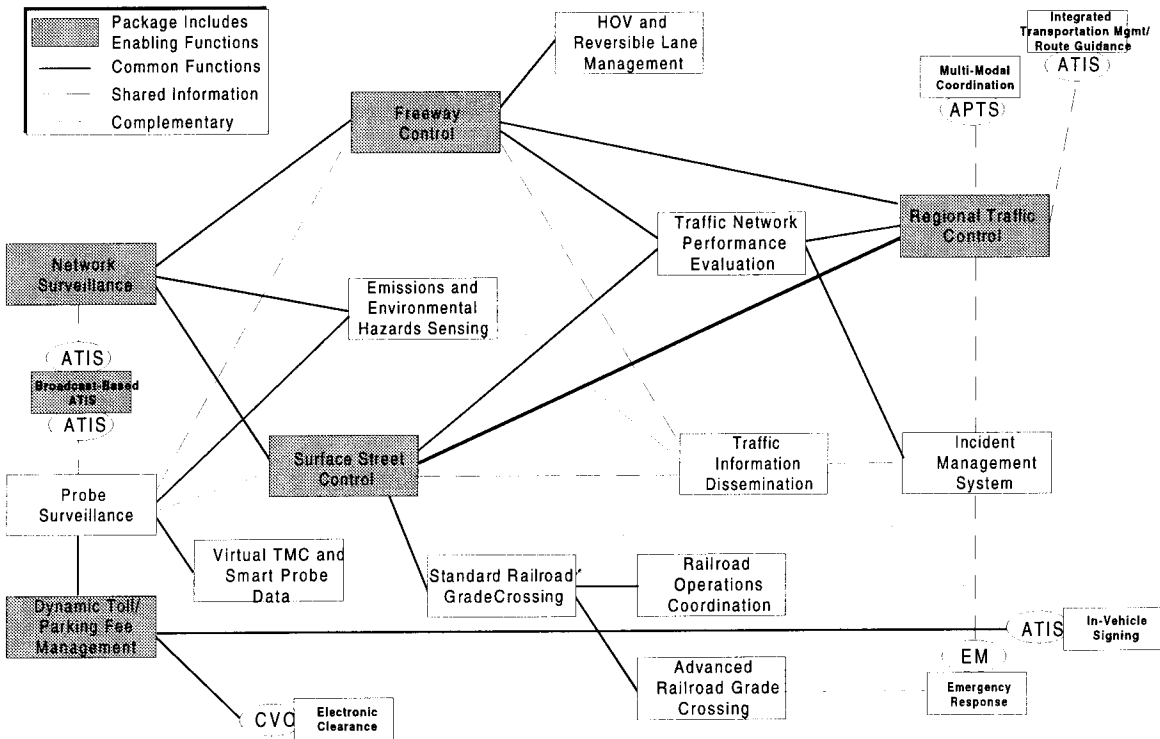 Package Includes
Enabling Functions
Common Functions
Shared Information
Complementary
HOV and
Reversible Lane
Management
Integrated
Transportation Mgmt/
Route Guidance
ATIS
Multi-Modal
Coordination
APTS
Freeway
Control
Regional Traffic
Control
Traffic Network
Performance
Evaluation
Network
Surveillance
Emissions and
Environmental
Hazards Sensing
ATIS
Broadcast-Based
ATIS
ATIS
Surface Street
Control
Traffic
Information
Dissemination
Incident
Management
System
Probe
Surveillance
Virtual TMC and
Smart Probe
Data
Standard Railroad
GradeCrossing
Railroad
Operations
Coordination
Dynamic Toll/
Parking Fee
Management
ATIS
In-Vehicle
Signing
EM
Emergency
Response
Advanced
Railroad Grade
Crossing
CVO
Electronic
Clearance